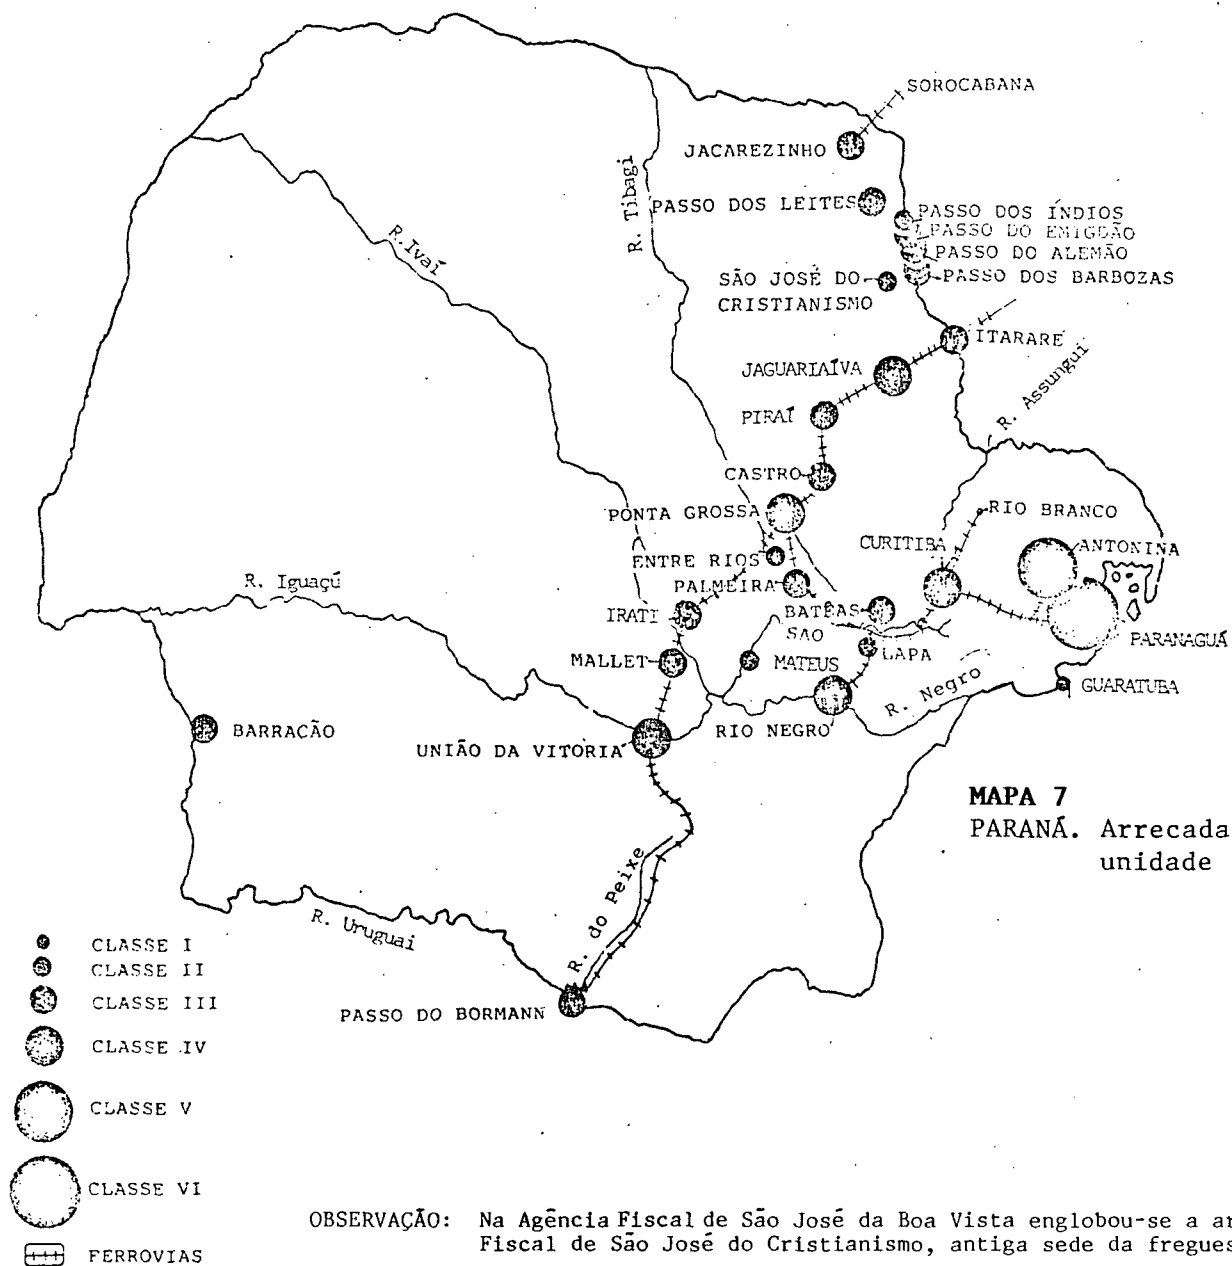 SOROCABANA
JACAREZINHO
R. Tibagi
PASSO DOS LEITES
PASSO DOS ÍNDIOS
PASSO DO EMIGDÃO
R.Ivaí
PASSO DO ALEMÃO
PASSO DOS BARBOZAS
SÃO JOSÉ DO
CRISTIANISMO
ITARARÉ
JAGUARIAÍVA
R. Assungui
PIRAÍ
CASTRO
PONTA GROSSA
RIO BRANCO
CURITIBA
ANTONINA
ENTRE RIOS
R. Iguaçú
PALMEIRA
IRATI
BATÊAS
SÃO
MATEUS
PARANAGUÁ
MALLET
LAPA
R. Negro
GUARATUBA
BARRACÃO
RIO NEGRO
UNIÃO DA VITÓRIA
MAPA 7
PARANÁ. Arrecada
unidade
R. do Peixe
R. Uruguai
PASSO DO BORMANN
CLASSE I
CLASSE II
CLASSE III
CLASSE IV
CLASSE V
CLASSE VI
FERROVIAS
OBSERVAÇÃO: Na Agência Fiscal de São José da Boa Vista englobou-se a ar
Fiscal de São José do Cristianismo, antiga sede da fregues